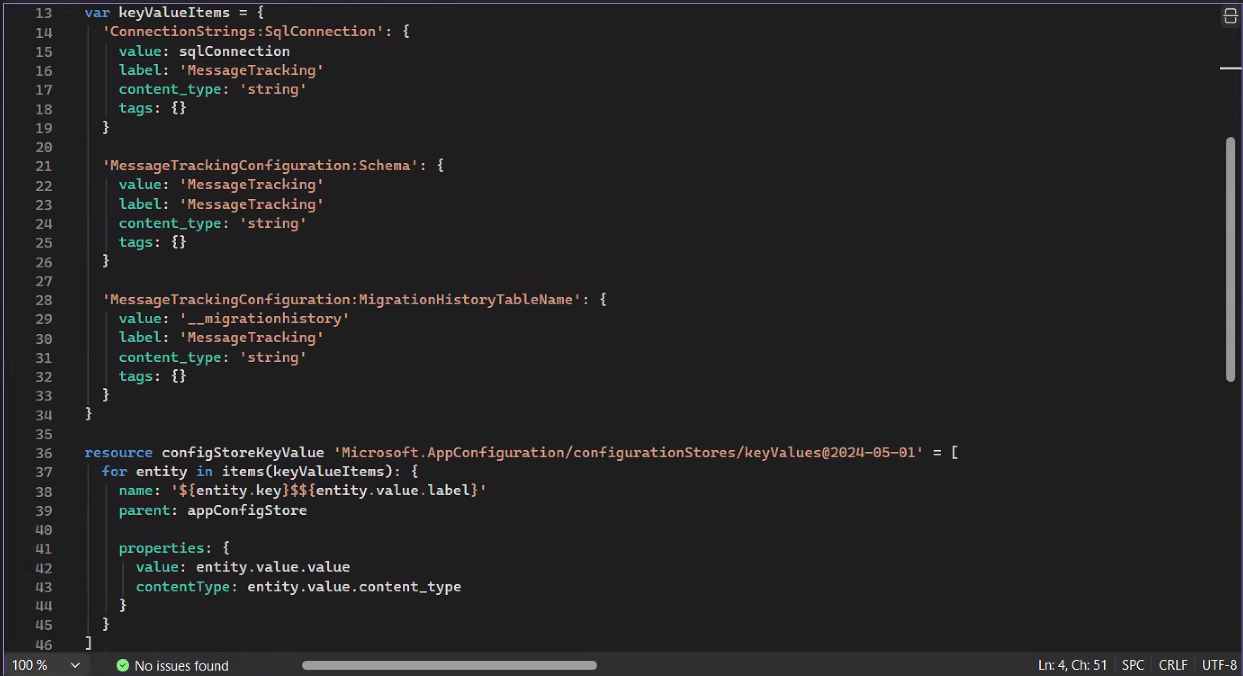 13 var keyValueItems = {
14 'ConnectionStrings:SqlConnection': {
15 value: sqlConnection
16 label: 'MessageTracking'
17 content_type: 'string'
18 tags: {}
19 }
20
21 'MessageTrackingConfiguration:Schema': {
22 value: 'MessageTracking'
23 label: 'MessageTracking'
24 content_type: 'string'
25 tags: {}
26 }
27
28 'MessageTrackingConfiguration:MigrationHistoryTableName': {
29 value: '__migrationhistory'
30 label: 'MessageTracking'
31 content_type: 'string'
32 tags: {}
33 }
34 }
35
36 resource configStoreKeyValue 'Microsoft.AppConfiguration/configurationStores/keyValues@2024-05-01' = [
37 for entity in items(keyValueItems): {
38 name: '${entity.key}$${entity.value.label}'
39 parent: appConfigStore
40
41 properties: {
42 value: entity.value.value
43 contentType: entity.value.content_type
44 }
45 }
46 ]
100 % No issues found Ln: 4, Ch: 51 SPC CRLF UTF-8